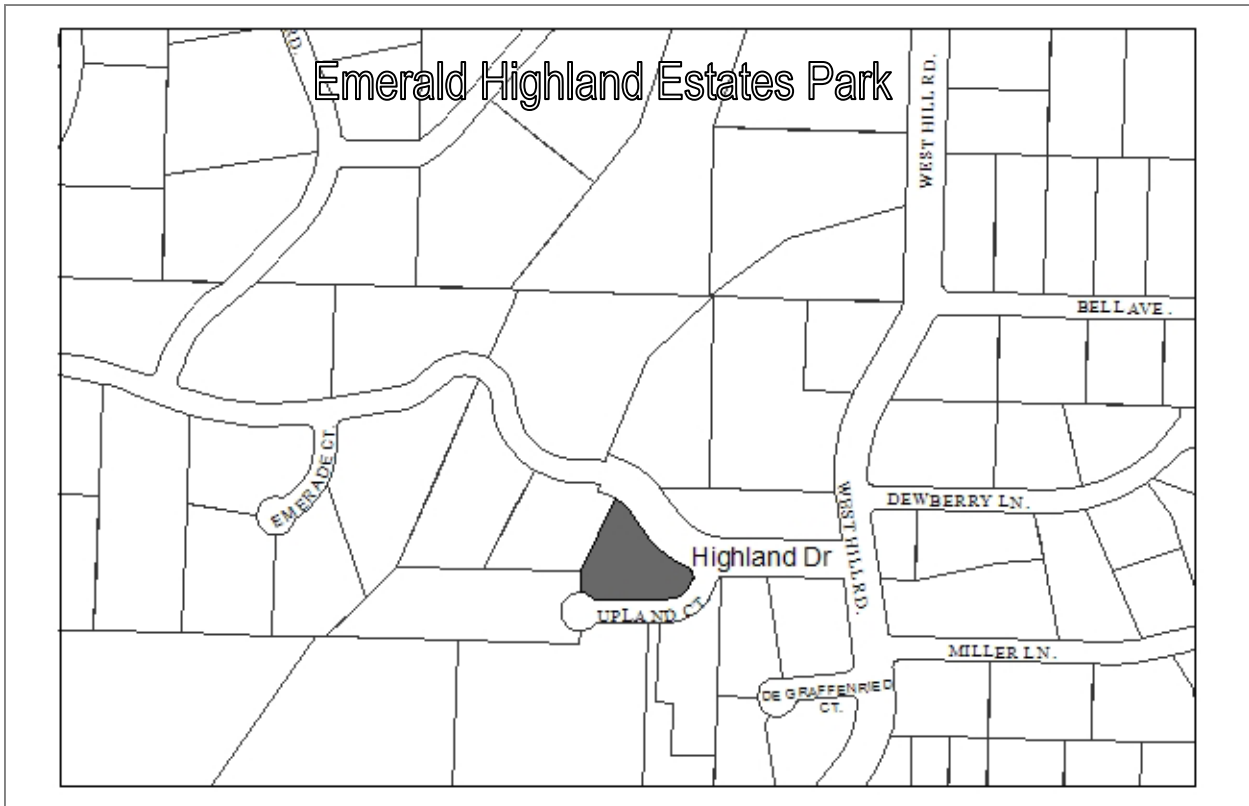 RD.
Emerald Highland Estates Park
WEST HILL RD.
BELL AVE.
EMERADE CT.
WEST HILL RD.
DEWBERRY LN.
Highland Dr
UPLAND CT.
MILLER LN.
DE GRAFFENRIED
CT.